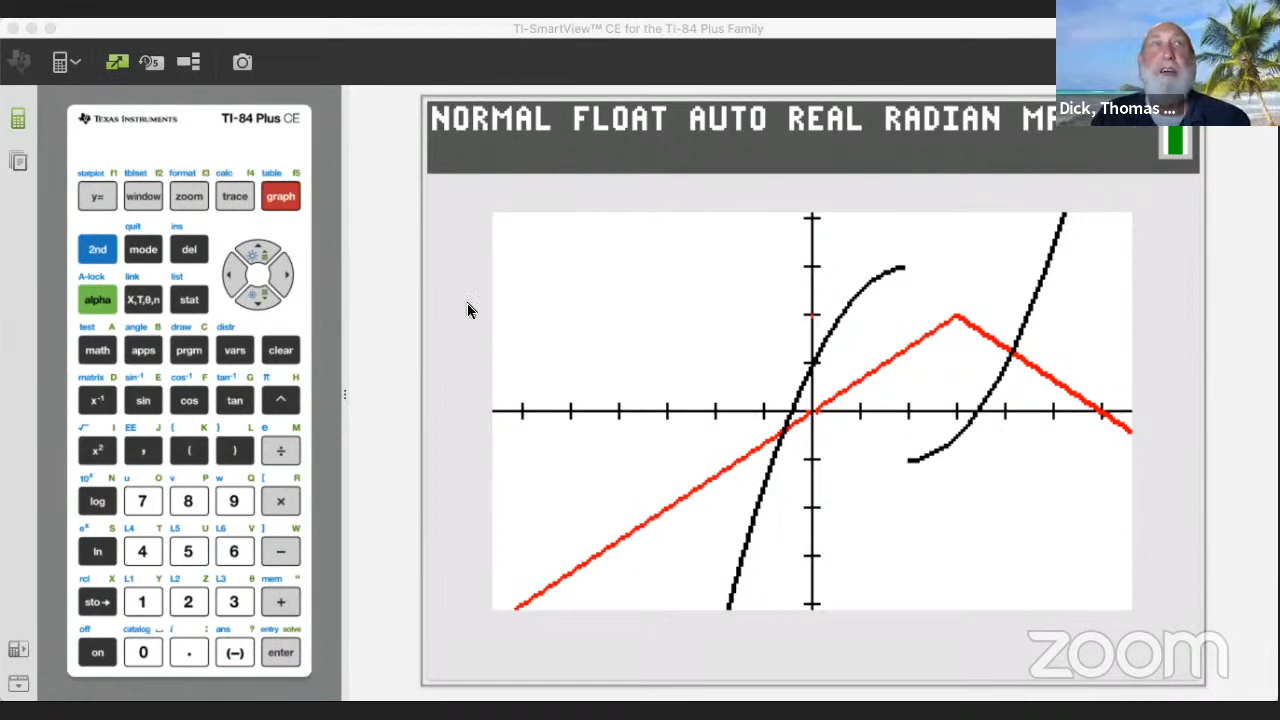 TI-SmartView™ CE for the TI-84 Plus Family
Dick, Thomas ...
NORMAL FLOAT AUTO REAL RADIAN MP
TEXAS INSTRUMENTS TI-84 Plus CE
statplot f1 tblset f2 format f3 calc f4 table f5
y= window zoom trace graph
quit ins
2nd mode del
A-lock link list
alpha X,T,θ,n stat
test A angle B draw C distr
math apps prgm vars clear
matrix D sin⁻¹ E cos⁻¹ F tan⁻¹ G π H
x⁻¹ sin cos tan ^
√ I EE J { K } L e M
x² , ( ) ÷
10ˣ N u O v P w Q [ R
log 7 8 9 ×
eˣ S L4 T L5 U L6 V ] W
ln 4 5 6 −
rcl X L1 Y L2 Z L3 θ mem "
sto→ 1 2 3 +
off catalog i : ans ? entry solve
on 0 . (−) enter
zoom